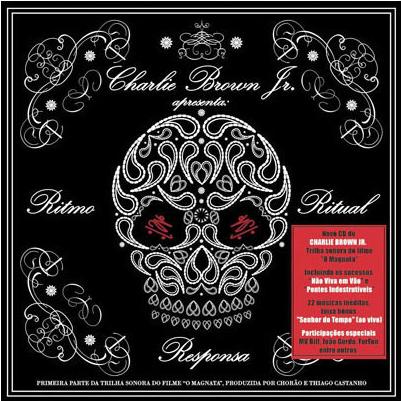 Charlie Brown Jr.
apresenta:
Ritmo
Ritual
Responsa
Novo CD do
CHARLIE BROWN JR.
Trilha sonora do filme
"O Magnata"
Incluindo os sucessos
Não Viva em Vão e
Pontes Indestrutíveis
22 músicas inéditas.
Faixa bônus
"Senhor do Tempo" (ao vivo)
Participações especiais
MV Bill, João Gordo, Forfun
entre outros
PRIMEIRA PARTE DA TRILHA SONORA DO FILME "O MAGNATA", PRODUZIDA POR CHORÃO E THIAGO CASTANHO